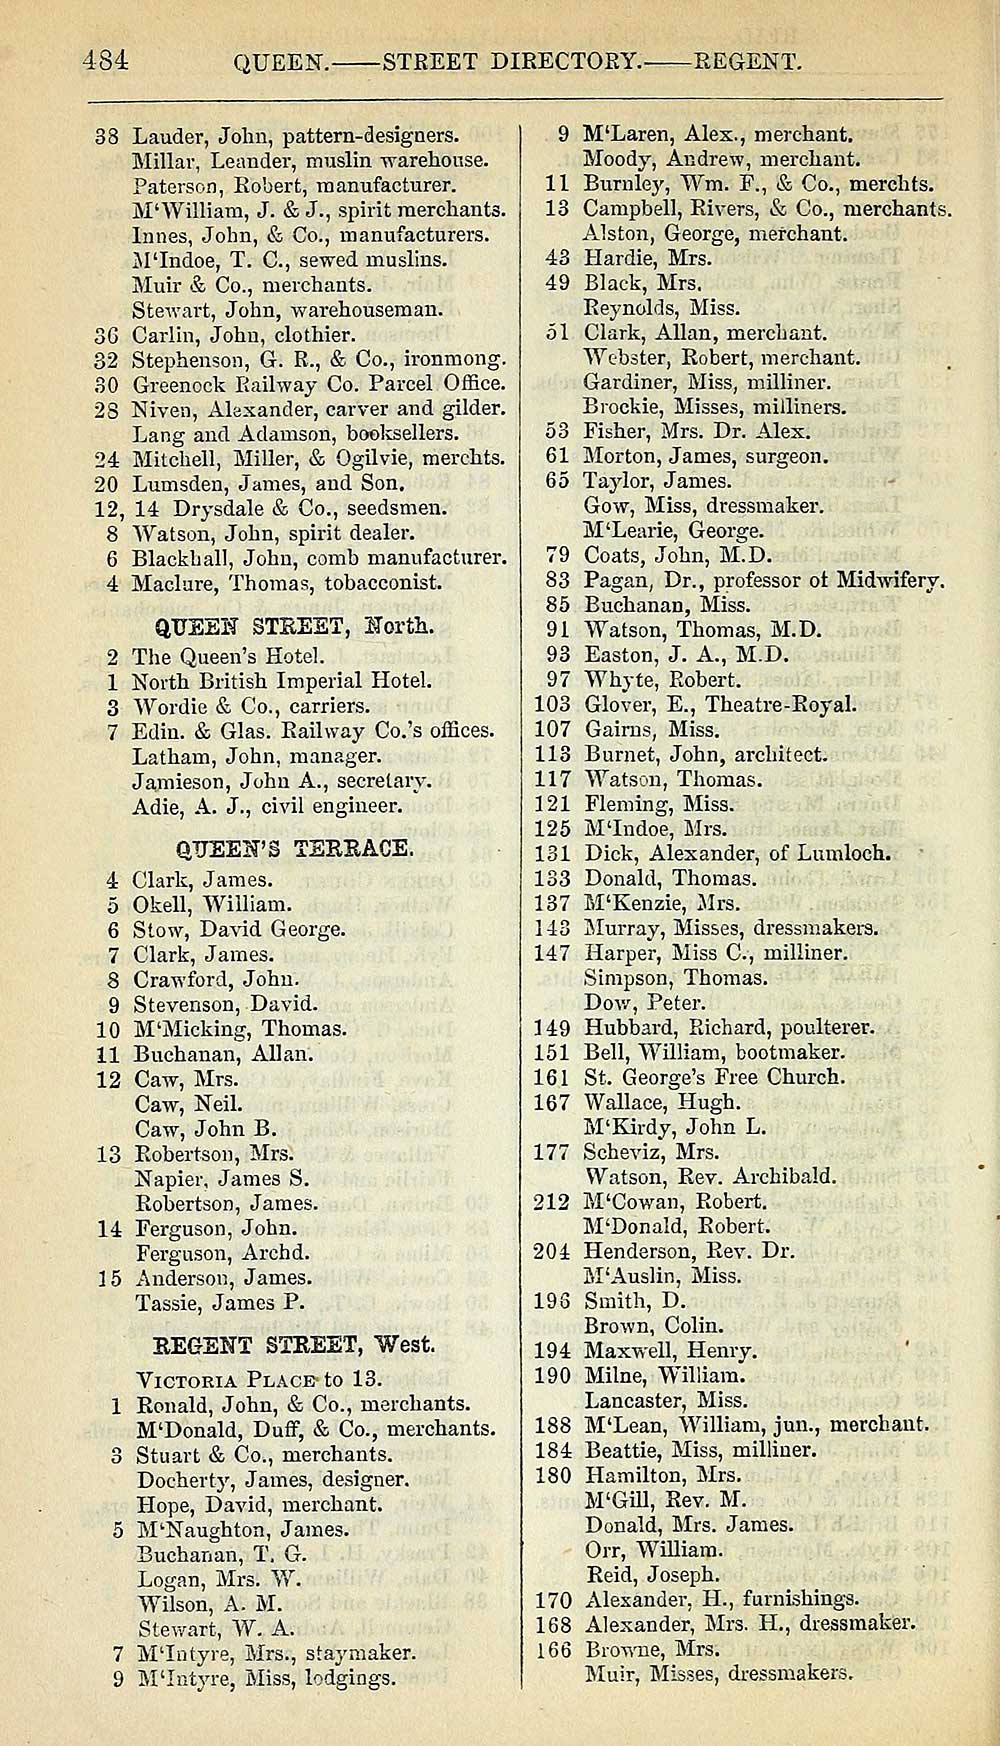 484 QUEEN.——STREET DIRECTORY.——REGENT.
38 Lauder, John, pattern-designers.
Millar, Leander, muslin warehouse.
Paterson, Robert, manufacturer.
M‘William, J. & J., spirit merchants.
Innes, John, & Co., manufacturers.
M‘Indoe, T. C., sewed muslins.
Muir & Co., merchants.
Stewart, John, warehouseman.
36 Carlin, John, clothier.
32 Stephenson, G. R., & Co., ironmong.
30 Greenock Railway Co. Parcel Office.
28 Niven, Alexander, carver and gilder.
Lang and Adamson, booksellers.
24 Mitchell, Miller, & Ogilvie, merchts.
20 Lumsden, James, and Son.
12, 14 Drysdale & Co., seedsmen.
8 Watson, John, spirit dealer.
6 Blackhall, John, comb manufacturer.
4 Maclure, Thomas, tobacconist.
QUEEN STREET, North.
2 The Queen's Hotel.
1 North British Imperial Hotel.
3 Wordie & Co., carriers.
7 Edin. & Glas. Railway Co.'s offices.
Latham, John, manager.
Jamieson, John A., secretary.
Adie, A. J., civil engineer.
QUEEN'S TERRACE.
4 Clark, James.
5 Okell, William.
6 Stow, David George.
7 Clark, James.
8 Crawford, John.
9 Stevenson, David.
10 M‘Micking, Thomas.
11 Buchanan, Allan.
12 Caw, Mrs.
Caw, Neil.
Caw, John B.
13 Robertson, Mrs.
Napier, James S.
Robertson, James.
14 Ferguson, John.
Ferguson, Archd.
15 Anderson, James.
Tassie, James P.
REGENT STREET, West.
VICTORIA PLACE to 13.
1 Ronald, John, & Co., merchants.
M‘Donald, Duff, & Co., merchants.
3 Stuart & Co., merchants.
Docherty, James, designer.
Hope, David, merchant.
5 M‘Naughton, James.
Buchanan, T. G.
Logan, Mrs. W.
Wilson, A. M.
Stewart, W. A.
7 M‘Intyre, Mrs., staymaker.
9 M‘Intyre, Miss, lodgings.
9 M‘Laren, Alex., merchant.
Moody, Andrew, merchant.
11 Burnley, Wm. F., & Co., merchts.
13 Campbell, Rivers, & Co., merchants.
Alston, George, merchant.
43 Hardie, Mrs.
49 Black, Mrs.
Reynolds, Miss.
51 Clark, Allan, merchant.
Webster, Robert, merchant.
Gardiner, Miss, milliner.
Brockie, Misses, milliners.
53 Fisher, Mrs. Dr. Alex.
61 Morton, James, surgeon.
65 Taylor, James.
Gow, Miss, dressmaker.
M‘Learie, George.
79 Coats, John, M.D.
83 Pagan, Dr., professor of Midwifery.
85 Buchanan, Miss.
91 Watson, Thomas, M.D.
93 Easton, J. A., M.D.
97 Whyte, Robert.
103 Glover, E., Theatre-Royal.
107 Gairns, Miss.
113 Burnet, John, architect.
117 Watson, Thomas.
121 Fleming, Miss.
125 M‘Indoe, Mrs.
131 Dick, Alexander, of Lumloch.
133 Donald, Thomas.
137 M‘Kenzie, Mrs.
143 Murray, Misses, dressmakers.
147 Harper, Miss C., milliner.
Simpson, Thomas.
Dow, Peter.
149 Hubbard, Richard, poulterer.
151 Bell, William, bootmaker.
161 St. George's Free Church.
167 Wallace, Hugh.
M‘Kirdy, John L.
177 Scheviz, Mrs.
Watson, Rev. Archibald.
212 M‘Cowan, Robert.
M‘Donald, Robert.
204 Henderson, Rev. Dr.
M‘Auslin, Miss.
196 Smith, D.
Brown, Colin.
194 Maxwell, Henry.
190 Milne, William.
Lancaster, Miss.
188 M‘Lean, William, jun., merchant.
184 Beattie, Miss, milliner.
180 Hamilton, Mrs.
M‘Gill, Rev. M.
Donald, Mrs. James.
Orr, William.
Reid, Joseph.
170 Alexander, H., furnishings.
168 Alexander, Mrs. H., dressmaker.
166 Browne, Mrs.
Muir, Misses, dressmakers.